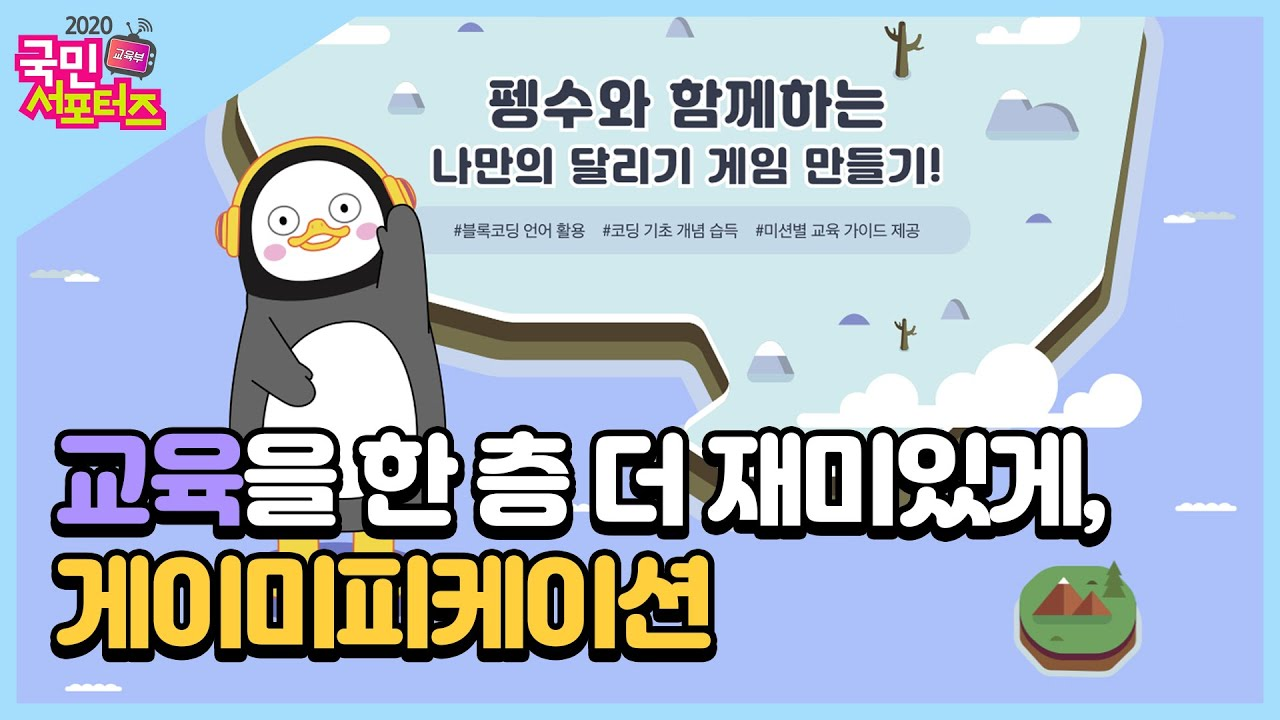 2020
교육부
국민
서포터즈
펭수와 함께하는
나만의 달리기 게임 만들기!
#블록코딩 언어 활용 #코딩 기초 개념 습득 #미션별 교육 가이드 제공
교육을 한 층 더 재미있게,
게이미피케이션